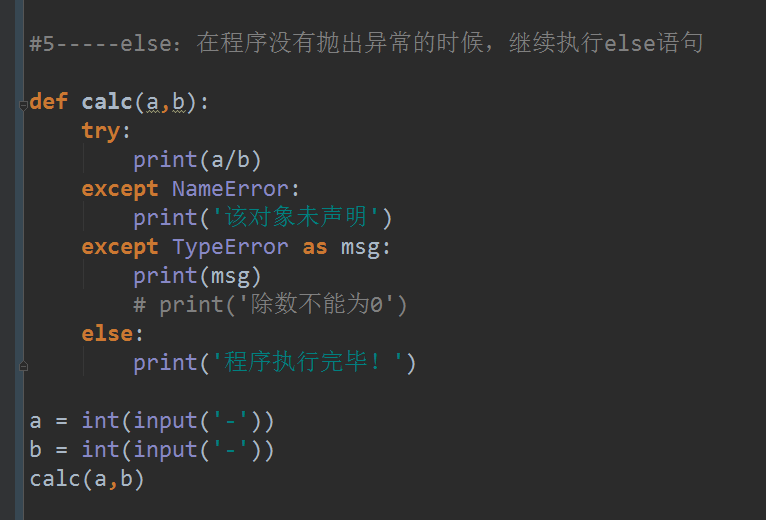 #5-----else：在程序没有抛出异常的时候，继续执行else语句
def calc(a,b):
try:
print(a/b)
except NameError:
print('该对象未声明')
except TypeError as msg:
print(msg)
# print('除数不能为0')
else:
print('程序执行完毕！')
a = int(input('-'))
b = int(input('-'))
calc(a,b)